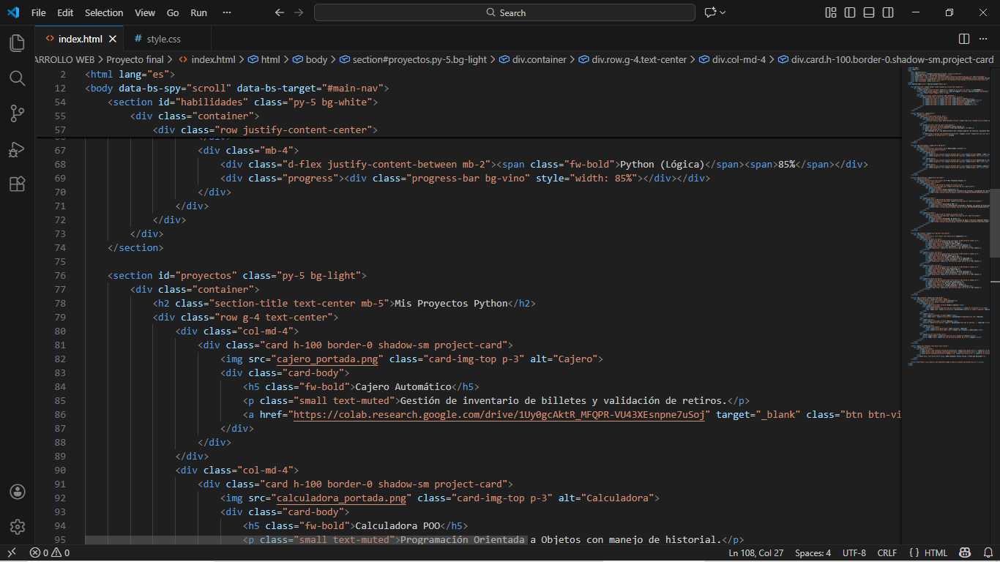 File Edit Selection View Go Run ··· Search
index.html style.css
ARROLLO WEB > Proyecto final > index.html > html > body > section#proyectos.py-5.bg-light > div.container > div.row.g-4.text-center > div.col-md-4 > div.card.h-100.border-0.shadow-sm.project-card
2 <html lang="es">
12 <body data-bs-spy="scroll" data-bs-target="#main-nav">
54 <section id="habilidades" class="py-5 bg-white">
55 <div class="container">
57 <div class="row justify-content-center">
66 </div>
67 <div class="mb-4">
68 <div class="d-flex justify-content-between mb-2"><span class="fw-bold">Python (Lógica)</span><span>85%</span></div>
69 <div class="progress"><div class="progress-bar bg-vino" style="width: 85%"></div></div>
70 </div>
71 </div>
72 </div>
73 </div>
74 </section>
75
76 <section id="proyectos" class="py-5 bg-light">
77 <div class="container">
78 <h2 class="section-title text-center mb-5">Mis Proyectos Python</h2>
79 <div class="row g-4 text-center">
80 <div class="col-md-4">
81 <div class="card h-100 border-0 shadow-sm project-card">
82 <img src="cajero_portada.png" class="card-img-top p-3" alt="Cajero">
83 <div class="card-body">
84 <h5 class="fw-bold">Cajero Automático</h5>
85 <p class="small text-muted">Gestión de inventario de billetes y validación de retiros.</p>
86 <a href="https://colab.research.google.com/drive/1Uy0gcAktR_MFQPR-VU43XEsnpne7uSoj" target="_blank" class="btn btn-vi
87 </div>
88 </div>
89 </div>
90 <div class="col-md-4">
91 <div class="card h-100 border-0 shadow-sm project-card">
92 <img src="calculadora_portada.png" class="card-img-top p-3" alt="Calculadora">
93 <div class="card-body">
94 <h5 class="fw-bold">Calculadora POO</h5>
95 <p class="small text-muted">Programación Orientada a Objetos con manejo de historial.</p>
0 0 Ln 108, Col 27 Spaces: 4 UTF-8 CRLF { } HTML